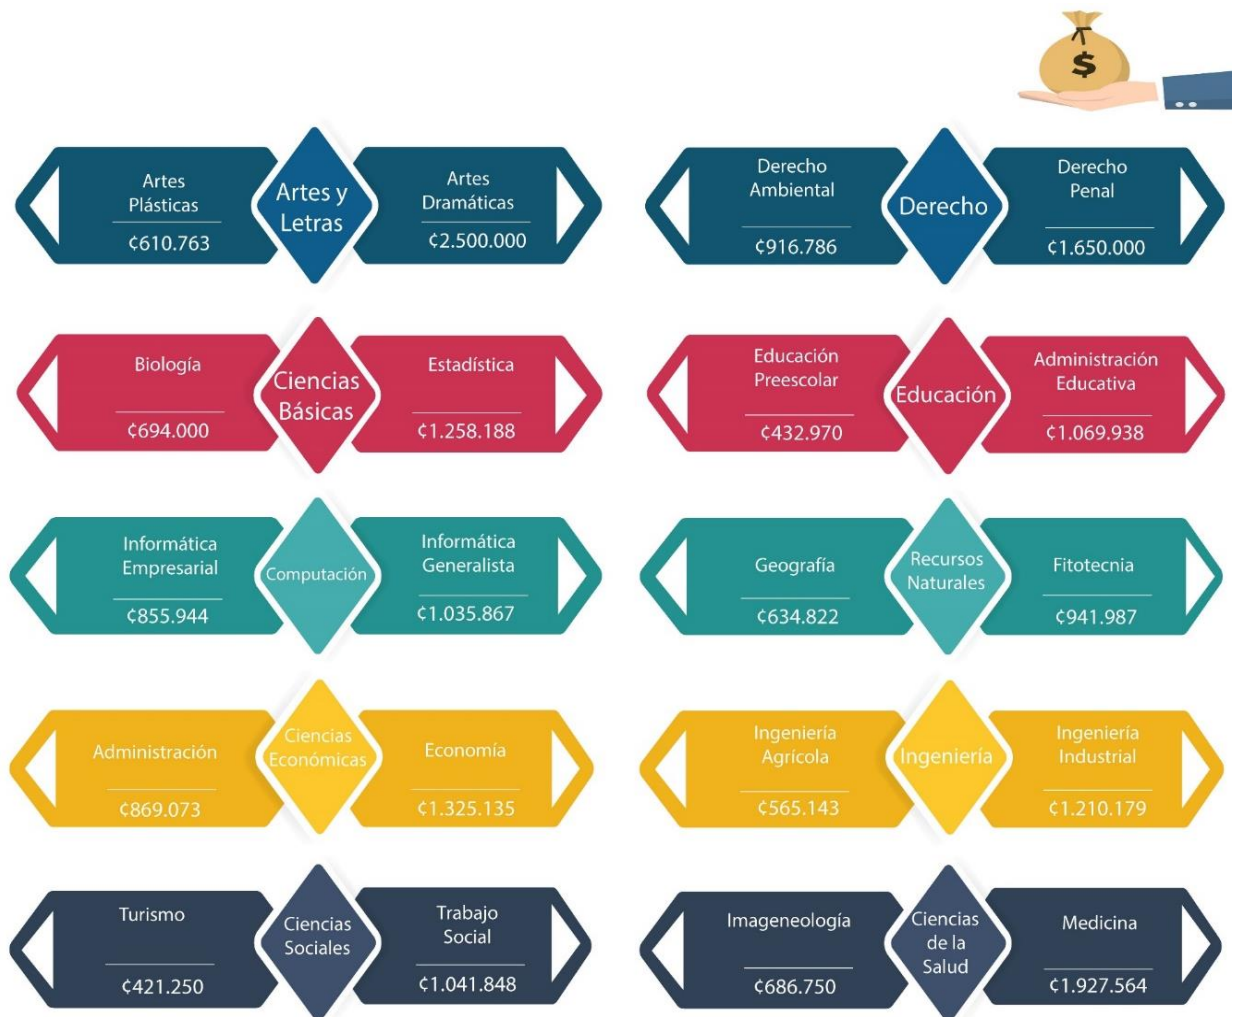 $
Artes
Plásticas
¢610.763
Artes y
Letras
Artes
Dramáticas
¢2.500.000
Derecho
Ambiental
¢916.786
Derecho
Derecho
Penal
¢1.650.000
Biología
¢694.000
Ciencias
Básicas
Estadística
¢1.258.188
Educación
Preescolar
¢432.970
Educación
Administración
Educativa
¢1.069.938
Informática
Empresarial
¢855.944
Computación
Informática
Generalista
¢1.035.867
Geografía
¢634.822
Recursos
Naturales
Fitotecnia
¢941.987
Administración
¢869.073
Ciencias
Económicas
Economía
¢1.325.135
Ingeniería
Agrícola
¢565.143
Ingeniería
Ingeniería
Industrial
¢1.210.179
Turismo
¢421.250
Ciencias
Sociales
Trabajo
Social
¢1.041.848
Imageneología
¢686.750
Ciencias
de la
Salud
Medicina
¢1.927.564